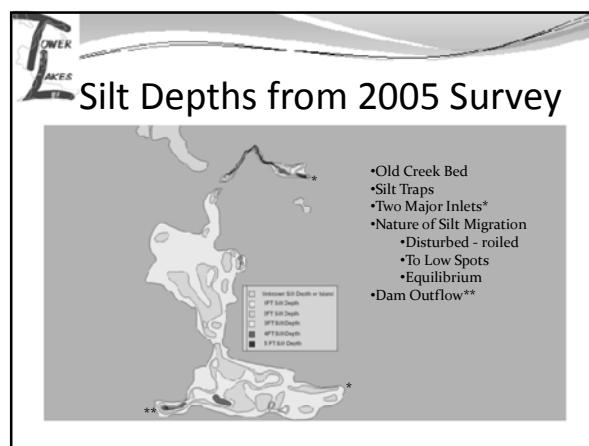 TOWER
LAKES
Silt Depths from 2005 Survey
•Old Creek Bed
•Silt Traps
•Two Major Inlets*
•Nature of Silt Migration
•Disturbed - roiled
•To Low Spots
•Equilibrium
•Dam Outflow**
*
Unknown Silt Depth or Island
1FT Silt Depth
2FT Silt Depth
3FT Silt Depth
4FT Silt Depth
5 FT Silt Depth
*
**